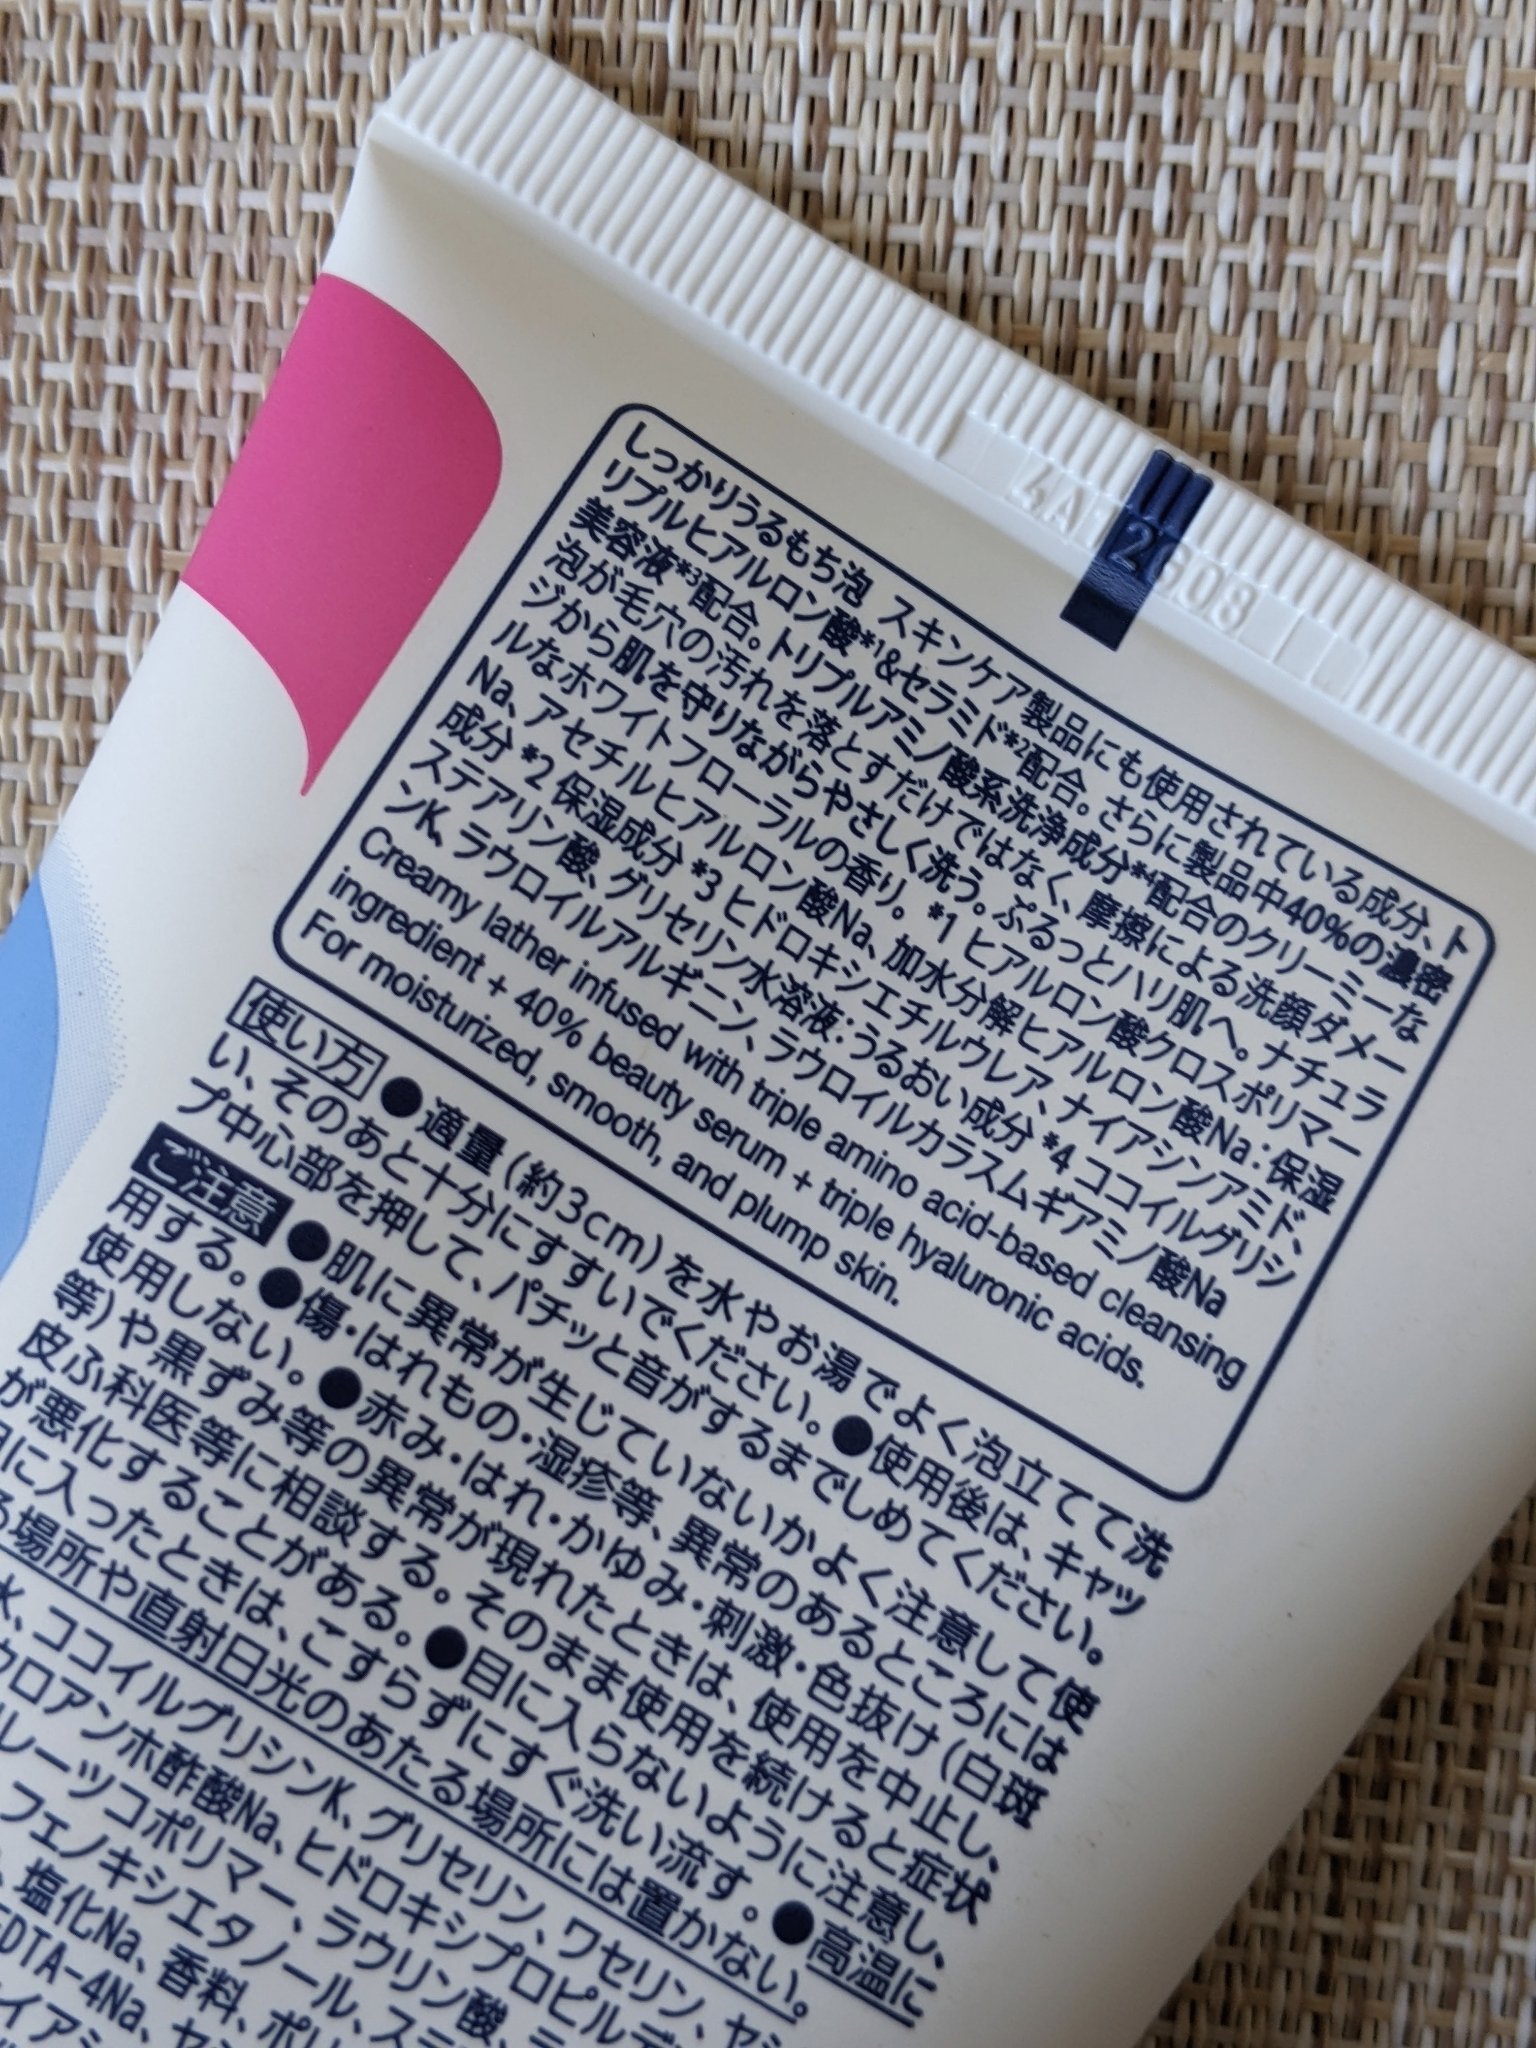 しっかりうるもち泡 スキンケア製品にも使用されている成分、ト
リプルヒアルロン酸*1&セラミド*2配合。さらに製品中40%の濃密
美容液*3配合。トリプルアミノ酸系洗浄成分*4配合のクリーミーな
泡が毛穴の汚れを落とすだけではなく、摩擦による洗顔ダメー
ジから肌を守りながらやさしく洗う。ぷるっとハリ肌へ。ナチュラ
ルなホワイトフローラルの香り。 *1 ヒアルロン酸クロスポリマー
Na、アセチルヒアルロン酸Na、加水分解ヒアルロン酸Na:保湿
成分 *2 保湿成分 *3 ヒドロキシエチルウレア、ナイアシンアミド、
ステアリン酸、グリセリン水溶液:うるおい成分 *4 ココイルグリシ
ンK、ラウロイルアルギニン、ラウロイルカラスムギアミノ酸Na
Creamy lather infused with triple amino acid-based cleansing
ingredient + 40% beauty serum + triple hyaluronic acids.
For moisturized, smooth, and plump skin.
使い方 ●適量(約3cm)を水やお湯でよく泡立てて洗
い、そのあと十分にすすいでください。●使用後は、キャッ
プ中心部を押して、パチッと音がするまでしめてください。
ご注意 ●肌に異常が生じていないかよく注意して使
用する。●傷・はれもの・湿疹等、異常のあるところには
使用しない。●赤み・はれ・かゆみ・刺激・色抜け(白斑
等)や黒ずみ等の異常が現れたときは、使用を中止し、
皮ふ科医等に相談する。そのまま使用を続けると症状
が悪化することがある。●目に入らないように注意し、
に入ったときは、こすらずにすぐ洗い流す。●高温に
場所や直射日光のあたる場所には置かない。
水、ココイルグリシンK、グリセリン、ワセリン、ヤシ
ロアンホ酢酸Na、ヒドロキシプロピルデ
レーツコポリマー、ラウリン酸、
フェノキシエタノール、ステ
塩化Na、香料、ポリ
EDTA-4Na、ヤシ